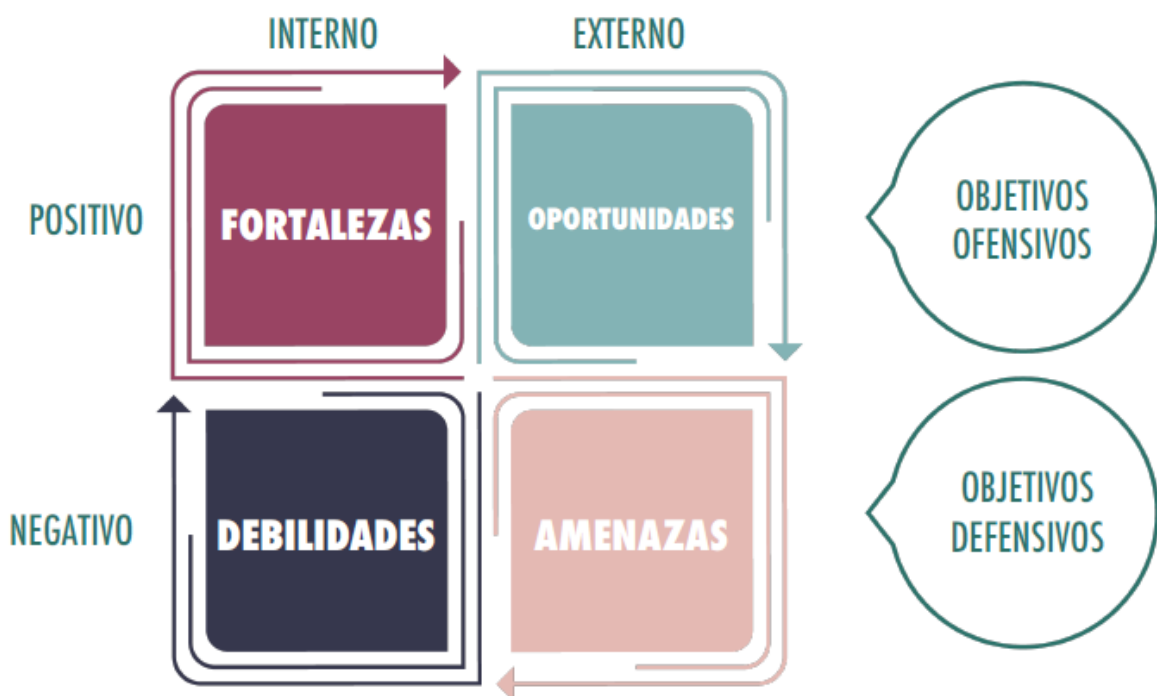 INTERNO
EXTERNO
POSITIVO
FORTALEZAS
OPORTUNIDADES
OBJETIVOS
OFENSIVOS
NEGATIVO
DEBILIDADES
AMENAZAS
OBJETIVOS
DEFENSIVOS